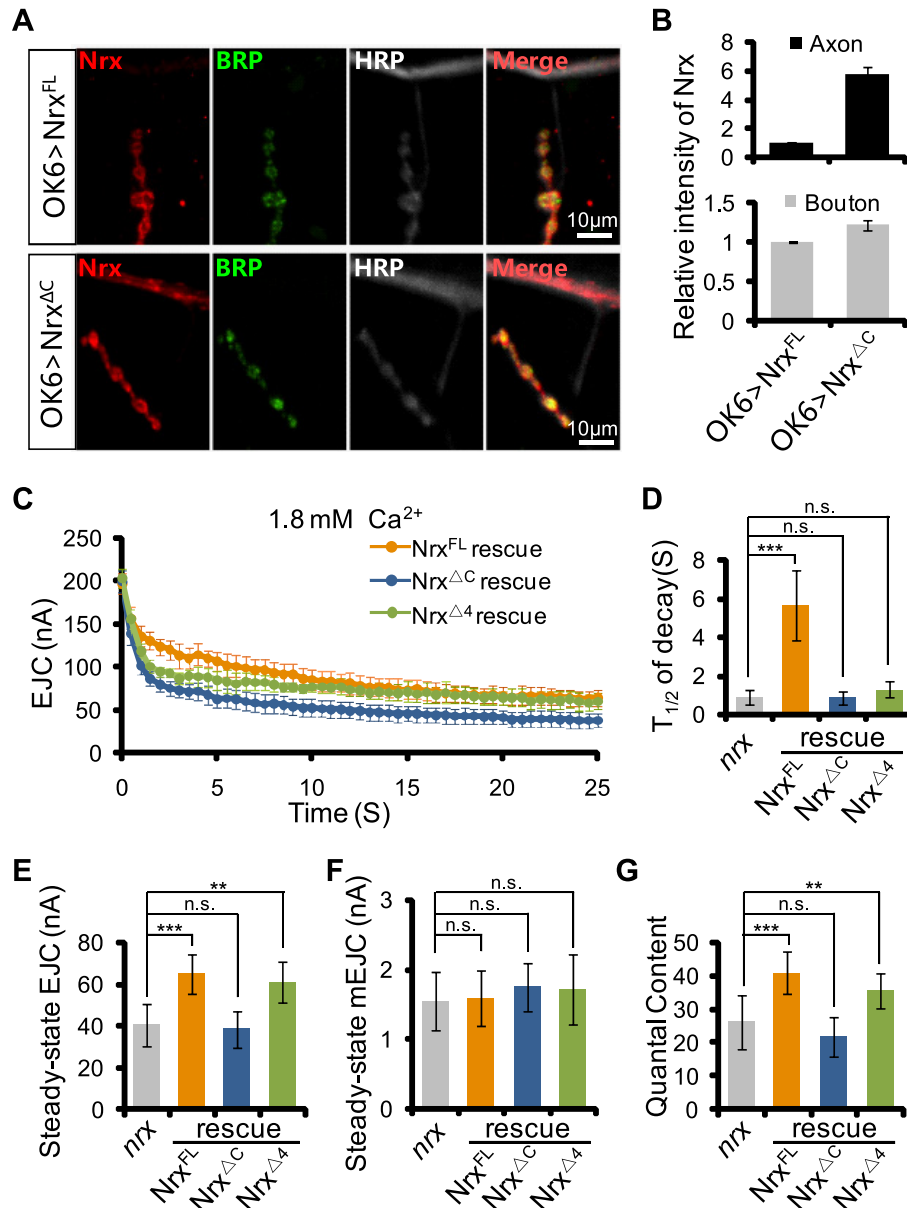 A
OK6>Nrx^FL
Nrx
BRP
HRP
Merge
10μm
OK6>Nrx^ΔC
Nrx
BRP
HRP
Merge
10μm
B
Relative intensity of Nrx
Axon
8
6
4
2
0
Bouton
1.5
1
0.5
0
OK6>Nrx^FL
OK6>Nrx^△C
C
1.8 mM Ca²⁺
Nrx^FL rescue
Nrx^△C rescue
Nrx^△4 rescue
EJC (nA)
250
200
150
100
50
0
0
5
10
15
20
25
Time (S)
D
n.s.
n.s.
***
T1/2 of decay(S)
8
6
4
2
0
nrx
rescue
Nrx^FL
Nrx^△C
Nrx^△4
E
**
n.s.
***
Steady-state EJC (nA)
80
60
40
20
0
nrx
rescue
Nrx^FL
Nrx^△C
Nrx^△4
F
n.s.
n.s.
n.s.
Steady-state mEJC (nA)
3
2
1
0
nrx
rescue
Nrx^FL
Nrx^△C
Nrx^△4
G
**
n.s.
***
Quantal Content
50
40
30
20
10
0
nrx
rescue
Nrx^FL
Nrx^△C
Nrx^△4